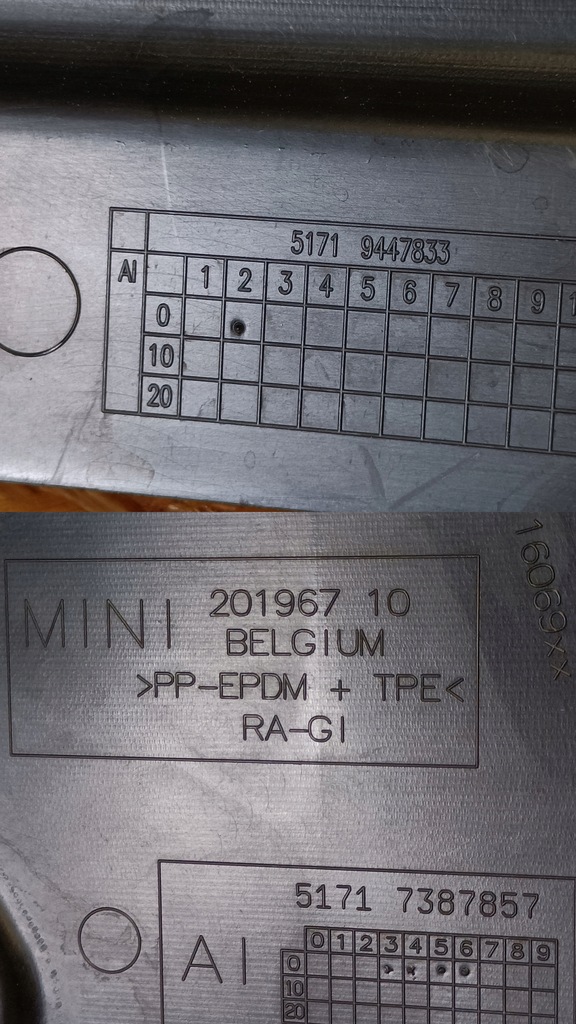 5171 9447833
AI 1 2 3 4 5 6 7 8 9
0
10
20
16069xx
MINI 201967 10
BELGIUM
>PP-EPDM + TPE<
RA-GI
5171 7387857
AI 0 1 2 3 4 5 6 7 8 9
0
10
20